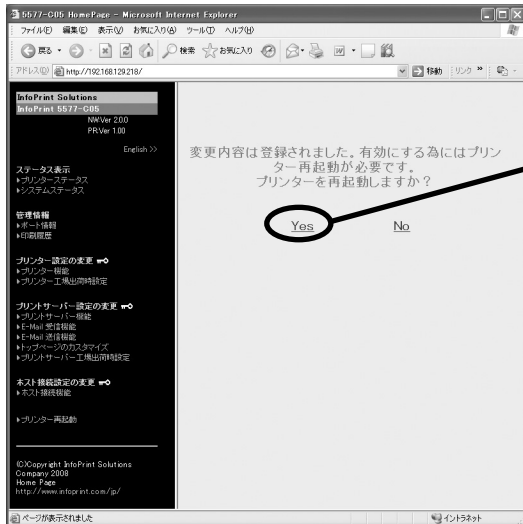 5577-C05 HomePage - Microsoft Internet Explorer
ファイル(F) 編集(E) 表示(V) お気に入り(A) ツール(T) ヘルプ(H)
戻る 検索 お気に入り
アドレス(D) http://192.168.129.218/ 移動 リンク »
InfoPrint Solutions
InfoPrint 5577-C05
NW.Ver 2.0.0
PR.Ver 1.00
English >>
ステータス表示
プリンターステータス
システムステータス
管理情報
ポート情報
印刷履歴
プリンター設定の変更
プリンター機能
プリンター工場出荷時設定
プリントサーバー設定の変更
プリントサーバー機能
E-Mail 受信機能
E-Mail 送信機能
トップページのカスタマイズ
プリントサーバー工場出荷時設定
ホスト接続設定の変更
ホスト接続機能
プリンター再起動
(C)Copyright InfoPrint Solutions
Company 2008
Home Page
http://www.infoprint.com/jp/
変更内容は登録されました。有効にする為にはプリン
ター再起動が必要です。
プリンターを再起動しますか？
Yes No
ページが表示されました イントラネット